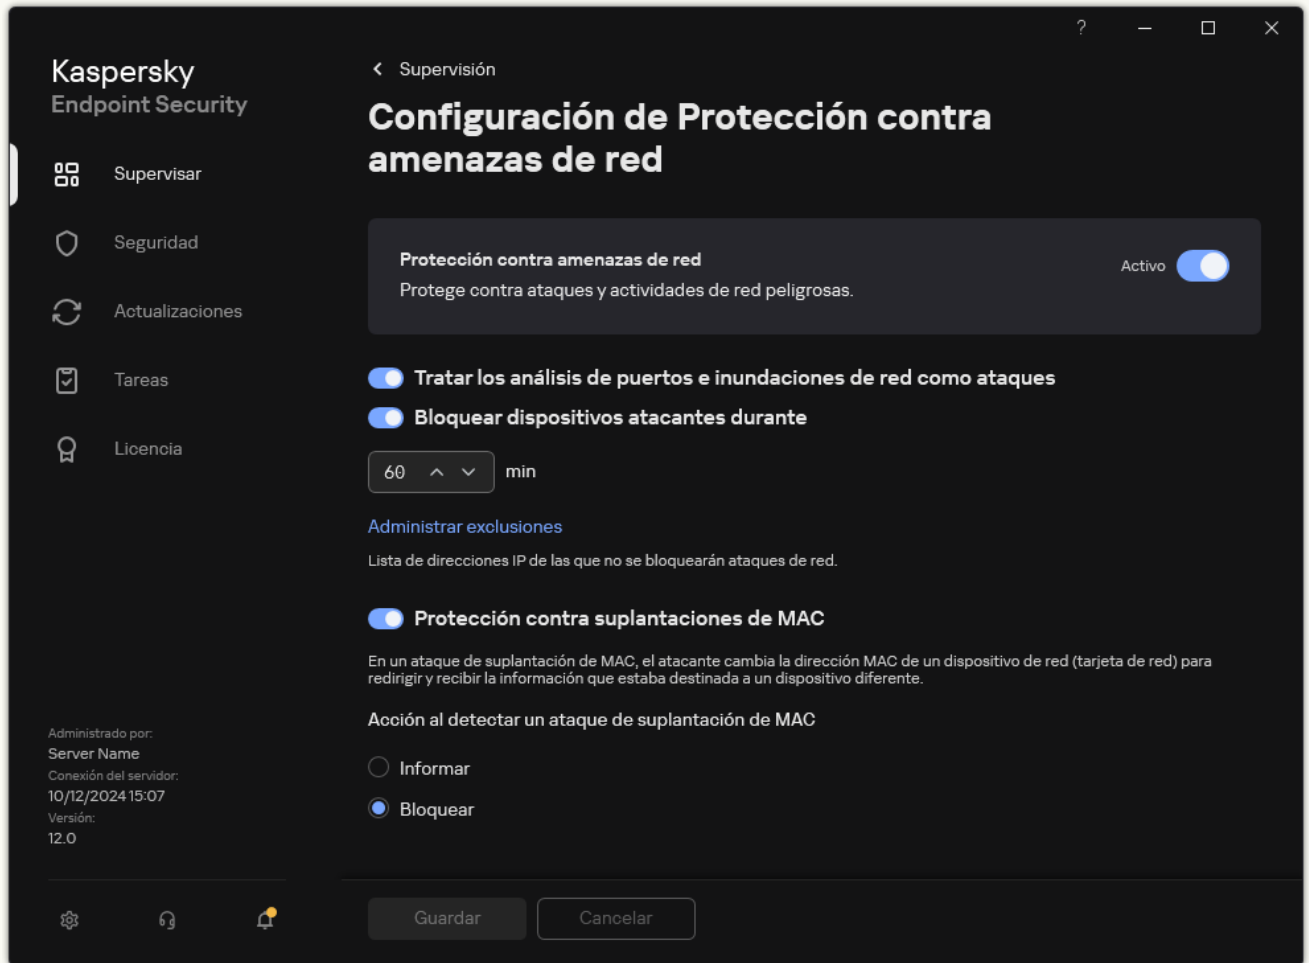 ?
Kaspersky
Endpoint Security
Supervisar
Seguridad
Actualizaciones
Tareas
Licencia
Administrado por:
Server Name
Conexión del servidor:
10/12/2024 15:07
Versión:
12.0
Supervisión
Configuración de Protección contra
amenazas de red
Protección contra amenazas de red
Activo
Protege contra ataques y actividades de red peligrosas.
Tratar los análisis de puertos e inundaciones de red como ataques
Bloquear dispositivos atacantes durante
60 min
Administrar exclusiones
Lista de direcciones IP de las que no se bloquearán ataques de red.
Protección contra suplantaciones de MAC
En un ataque de suplantación de MAC, el atacante cambia la dirección MAC de un dispositivo de red (tarjeta de red) para
redirigir y recibir la información que estaba destinada a un dispositivo diferente.
Acción al detectar un ataque de suplantación de MAC
Informar
Bloquear
Guardar
Cancelar